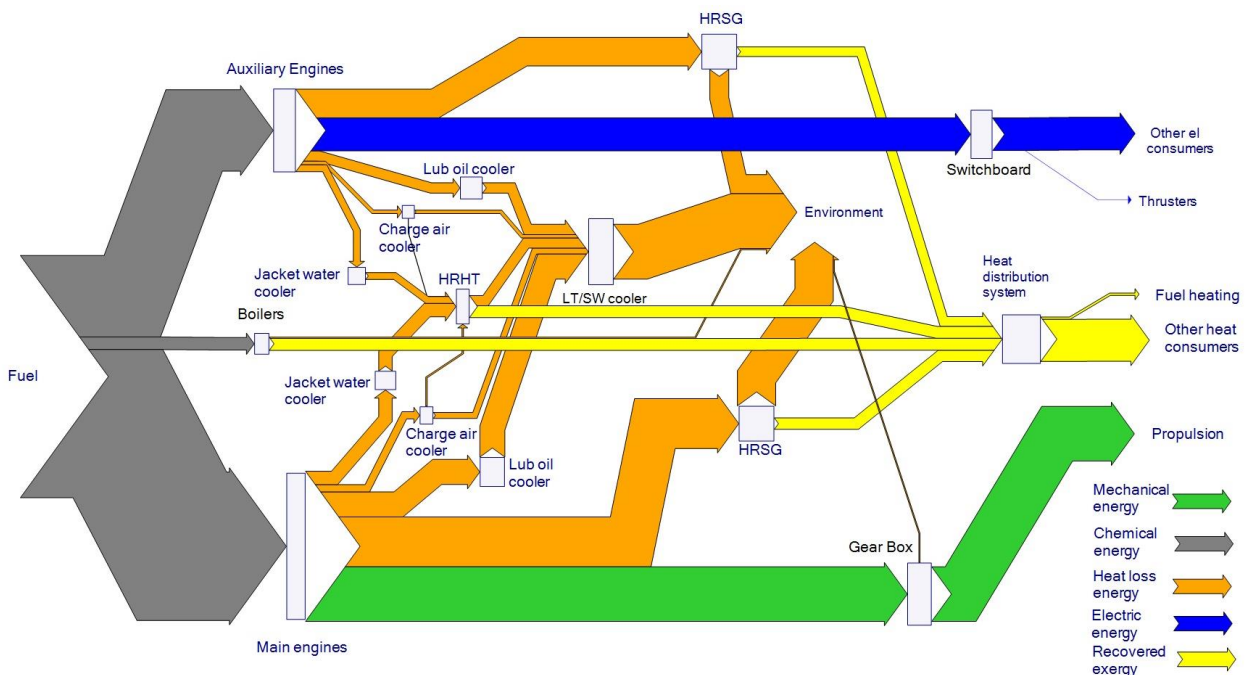 HRSG
Auxiliary Engines
Other el
consumers
Lub oil cooler
Switchboard
Thrusters
Environment
Charge air
cooler
Jacket water
cooler
HRHT
LT/SW cooler
Heat
distribution
system
Fuel heating
Boilers
Other heat
consumers
Fuel
Jacket water
cooler
Charge air
cooler
HRSG
Lub oil
cooler
Propulsion
Mechanical
energy
Chemical
energy
Gear Box
Heat loss
energy
Electric
energy
Main engines
Recovered
exergy